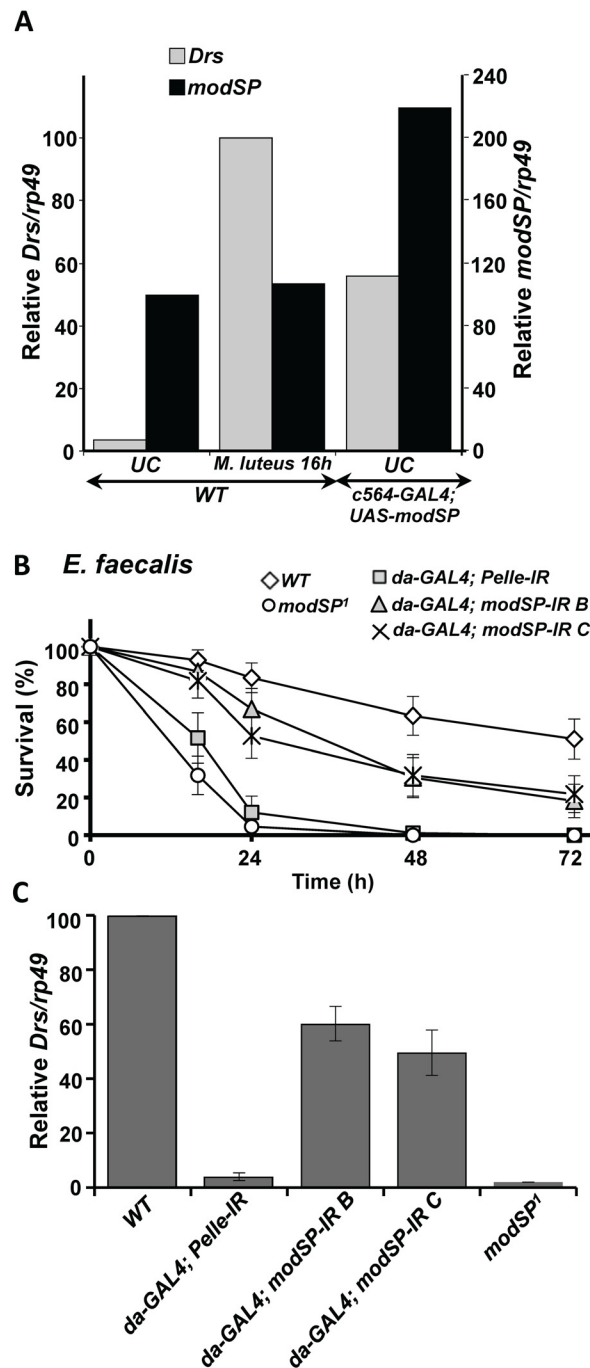 A
Drs
modSP
Relative Drs/rp49
100
80
60
40
20
0
240
200
160
120
80
40
0
Relative modSP/rp49
UC M. luteus 16h UC
WT c564-GAL4;
UAS-modSP
B E. faecalis
WT
modSP1
da-GAL4; Pelle-IR
da-GAL4; modSP-IR B
da-GAL4; modSP-IR C
Survival (%)
100
80
60
40
20
0
0 24 48 72
Time (h)
C
Relative Drs/rp49
100
80
60
40
20
0
WT
da-GAL4; Pelle-IR
da-GAL4; modSP-IR B
da-GAL4; modSP-IR C
modSP1